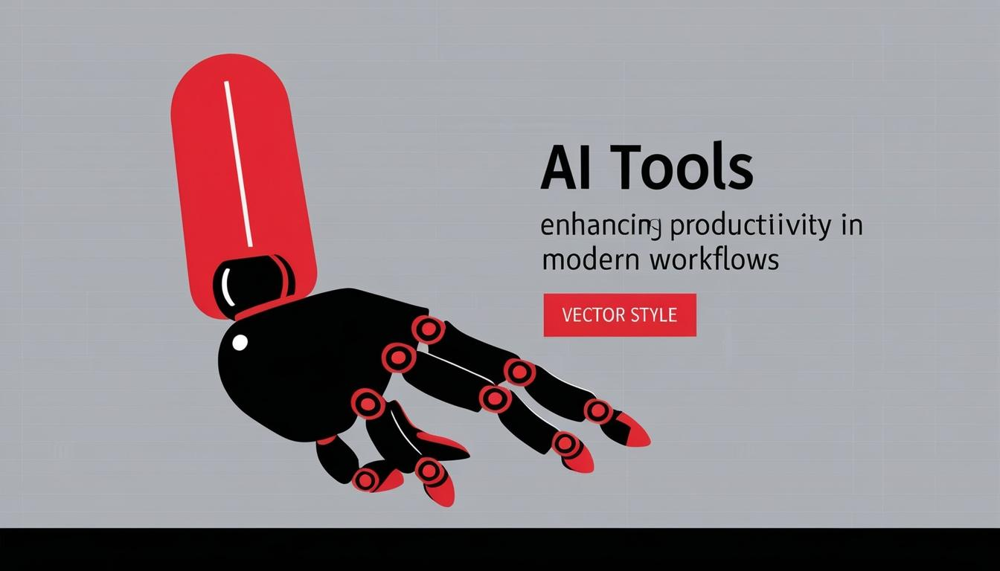 AI Tools
enhancing productiivity in
modern workflows
VECTOR STYLE